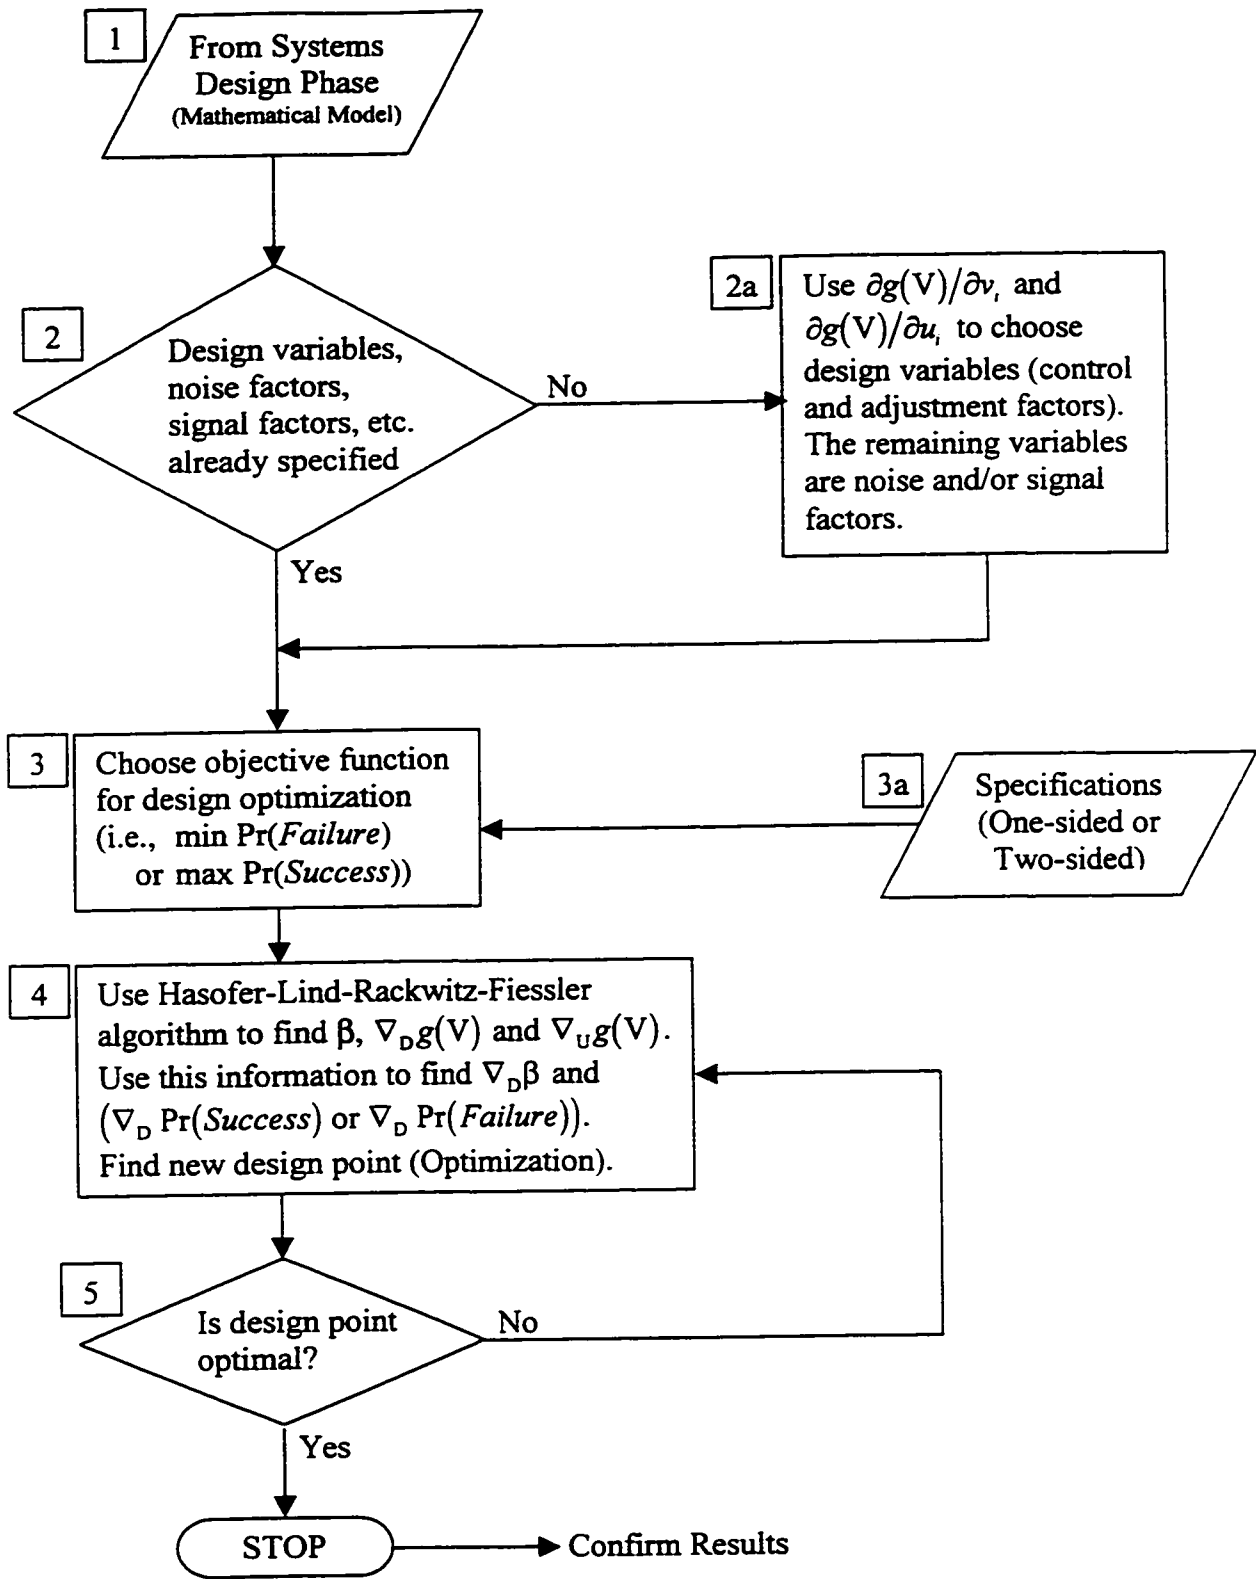 1
From Systems
Design Phase
(Mathematical Model)
2
Design variables,
noise factors,
signal factors, etc.
already specified
No
Yes
2a
Use ∂g(V)/∂vᵢ and
∂g(V)/∂uᵢ to choose
design variables (control
and adjustment factors).
The remaining variables
are noise and/or signal
factors.
3
Choose objective function
for design optimization
(i.e., min Pr(Failure)
or max Pr(Success))
3a
Specifications
(One-sided or
Two-sided)
4
Use Hasofer-Lind-Rackwitz-Fiessler
algorithm to find β, ∇_D g(V) and ∇_U g(V).
Use this information to find ∇_D β and
(∇_D Pr(Success) or ∇_D Pr(Failure)).
Find new design point (Optimization).
5
Is design point
optimal?
No
Yes
STOP
Confirm Results